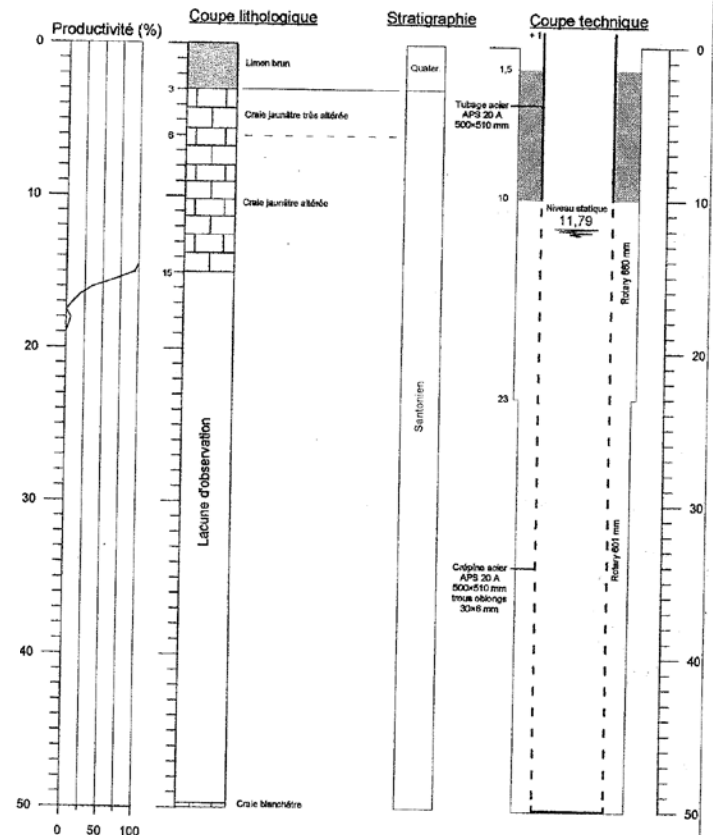 Coupe lithologique
Stratigraphie
Coupe technique
Productivité (%)
+1
0
0
Limon brun
Quater
1,5
3
Tubage acier
APS 20 A
500×510 mm
Craie jaunâtre très altérée
6
10
Craie jaunâtre altérée
10
10
Niveau statique
11,79
Rotary 660 mm
15
20
20
23
Lacune d'observation
Santonien
30
30
Rotary 601 mm
Crépine acier
APS 20 A
500×510 mm
trous oblongs
30×6 mm
40
40
50
Craie blanchâtre
50
0 50 100